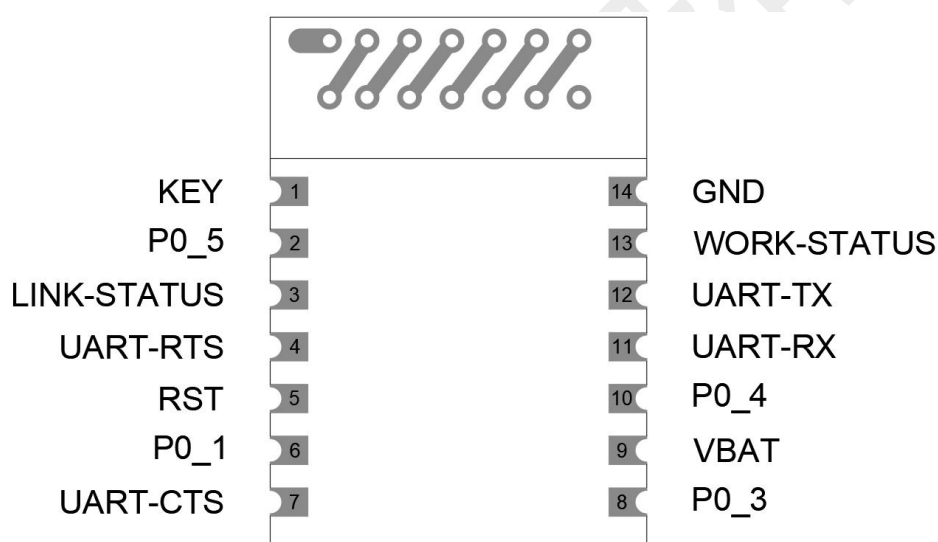 KEY 1 14 GND
P0_5 2 13 WORK-STATUS
LINK-STATUS 3 12 UART-TX
UART-RTS 4 11 UART-RX
RST 5 10 P0_4
P0_1 6 9 VBAT
UART-CTS 7 8 P0_3